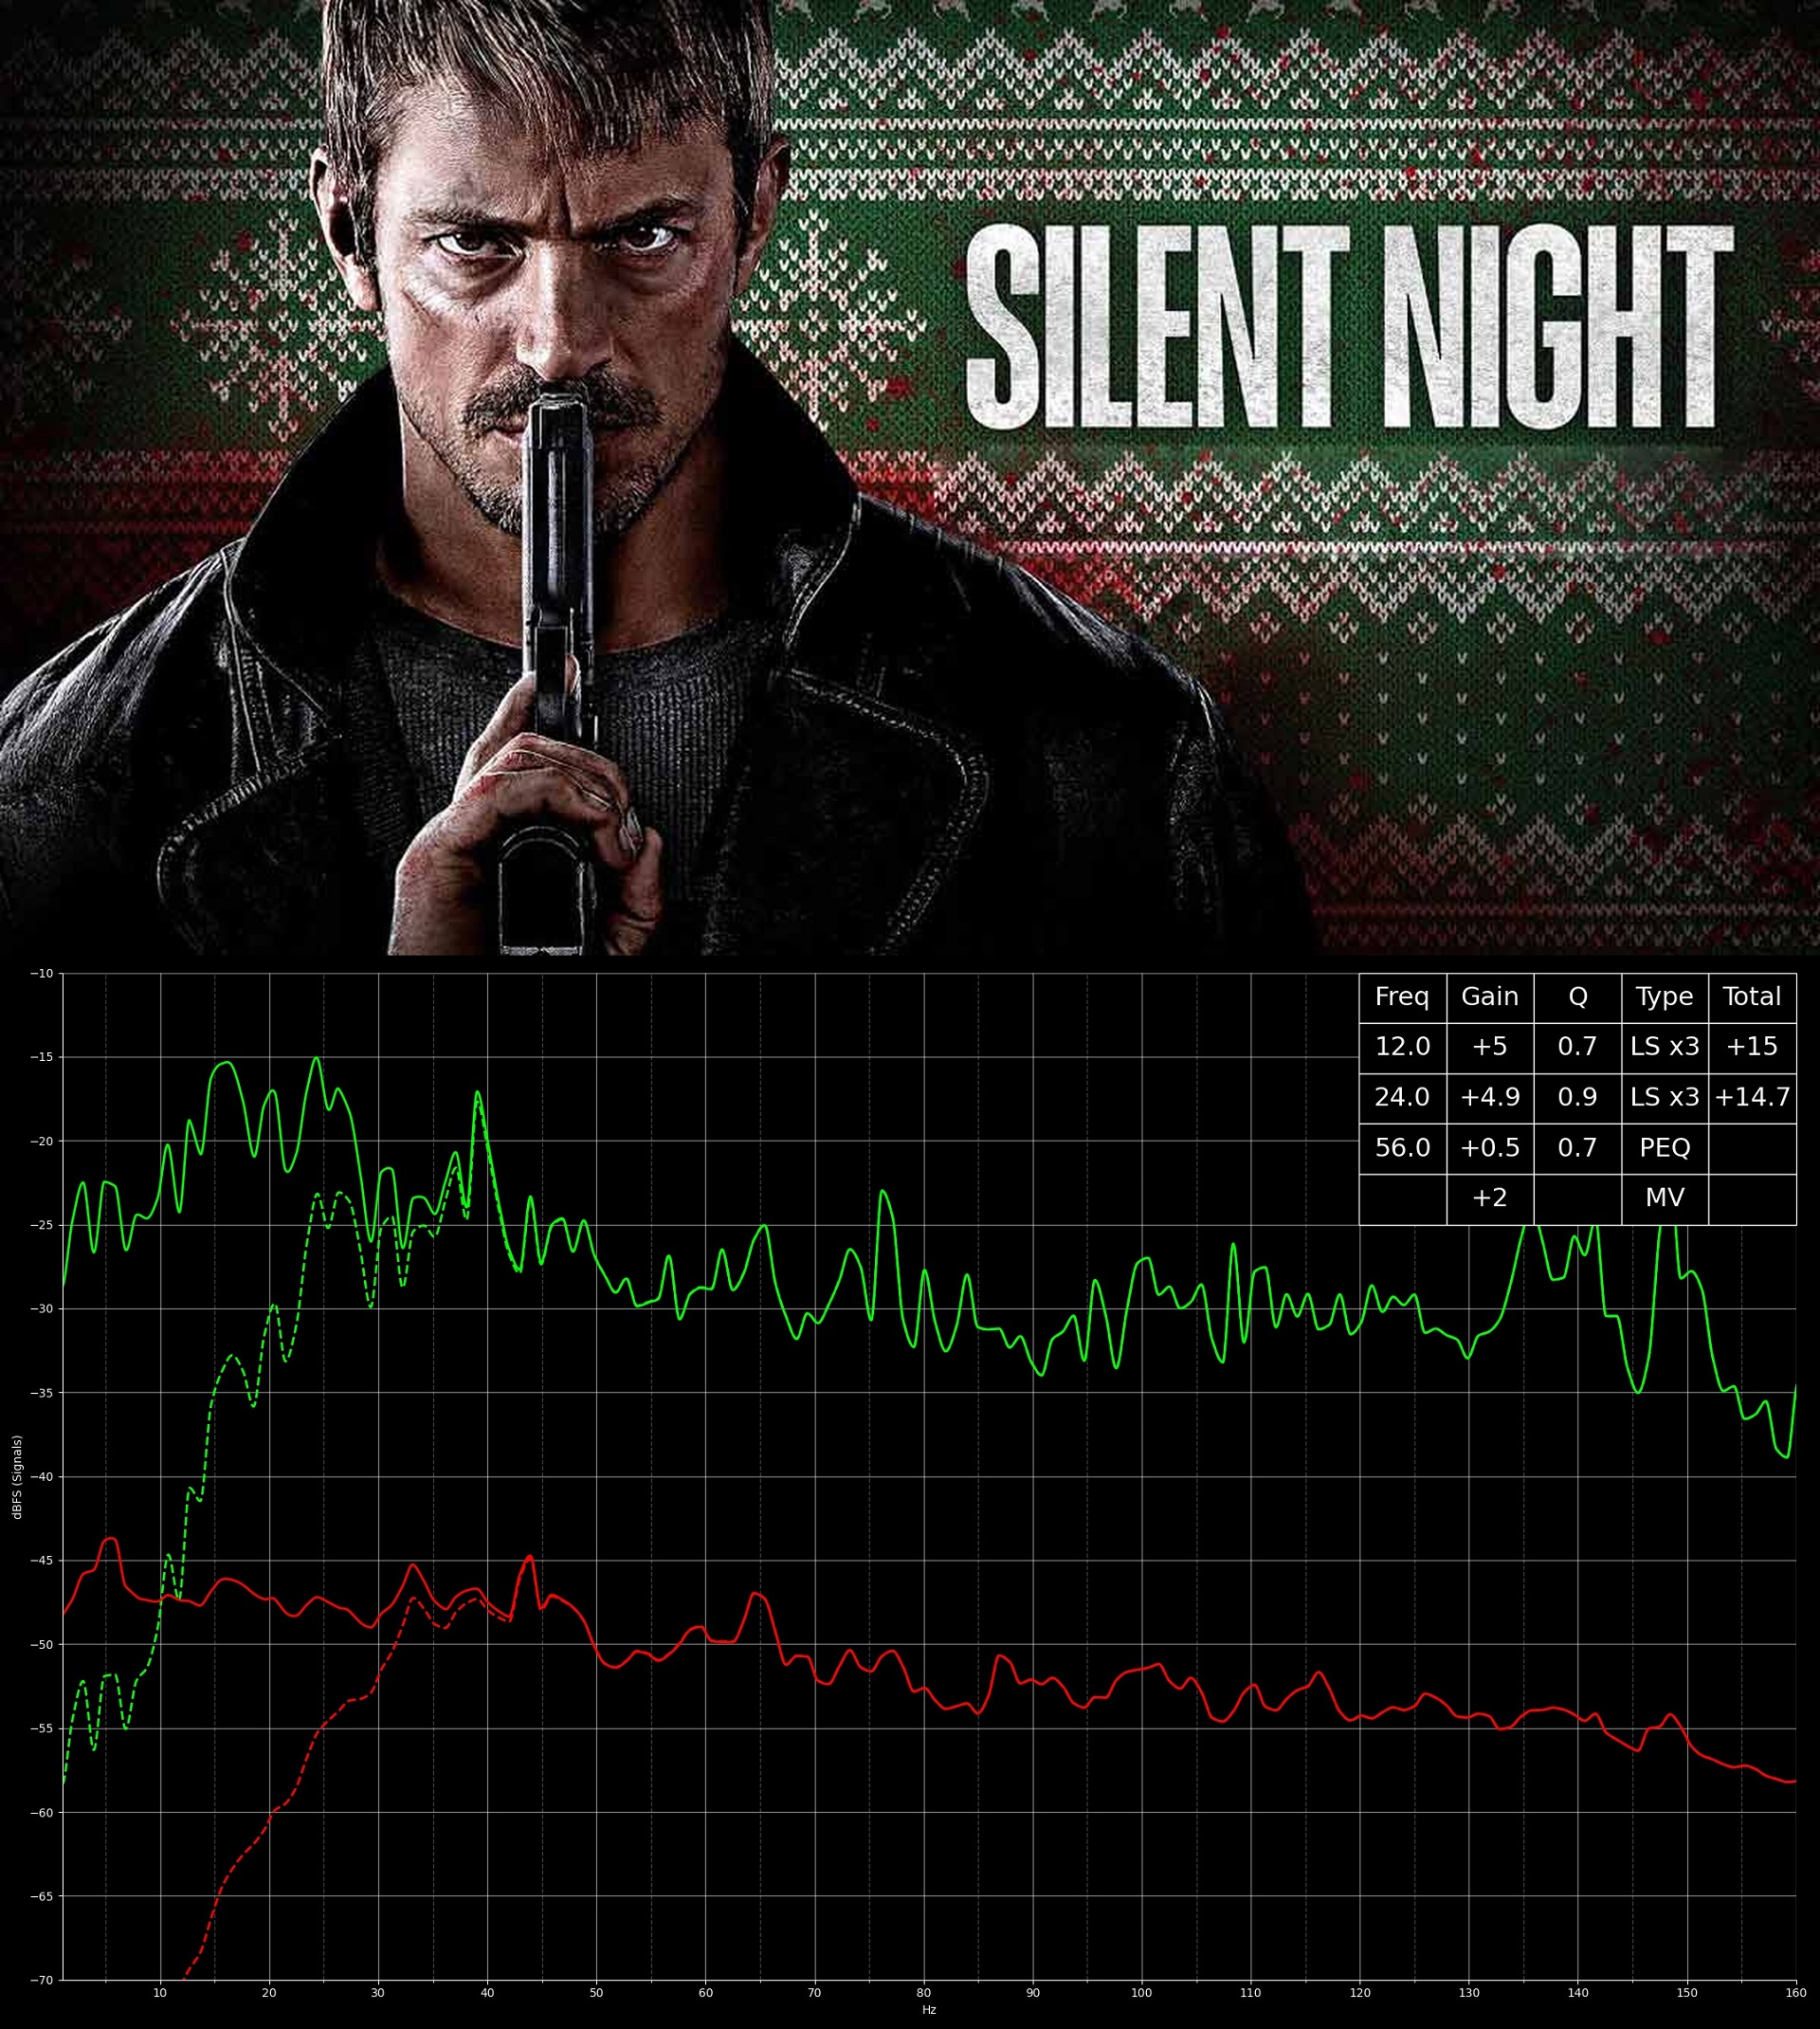 SILENT NIGHT
Freq Gain Q Type Total
12.0 +5 0.7 LS x3 +15
24.0 +4.9 0.9 LS x3 +14.7
56.0 +0.5 0.7 PEQ
+2 MV
−10
−15
−20
−25
−30
−35
−40
−45
−50
−55
−60
−65
−70
dBFS (Signals)
10 20 30 40 50 60 70 80 90 100 110 120 130 140 150 160
Hz